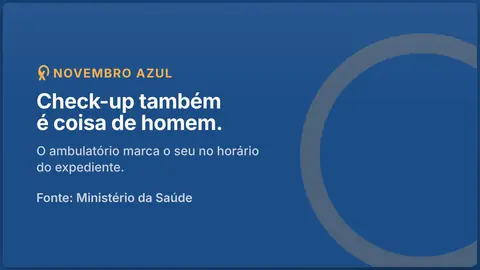 NOVEMBRO AZUL
Check-up também
é coisa de homem.
O ambulatório marca o seu no horário
do expediente.
Fonte: Ministério da Saúde